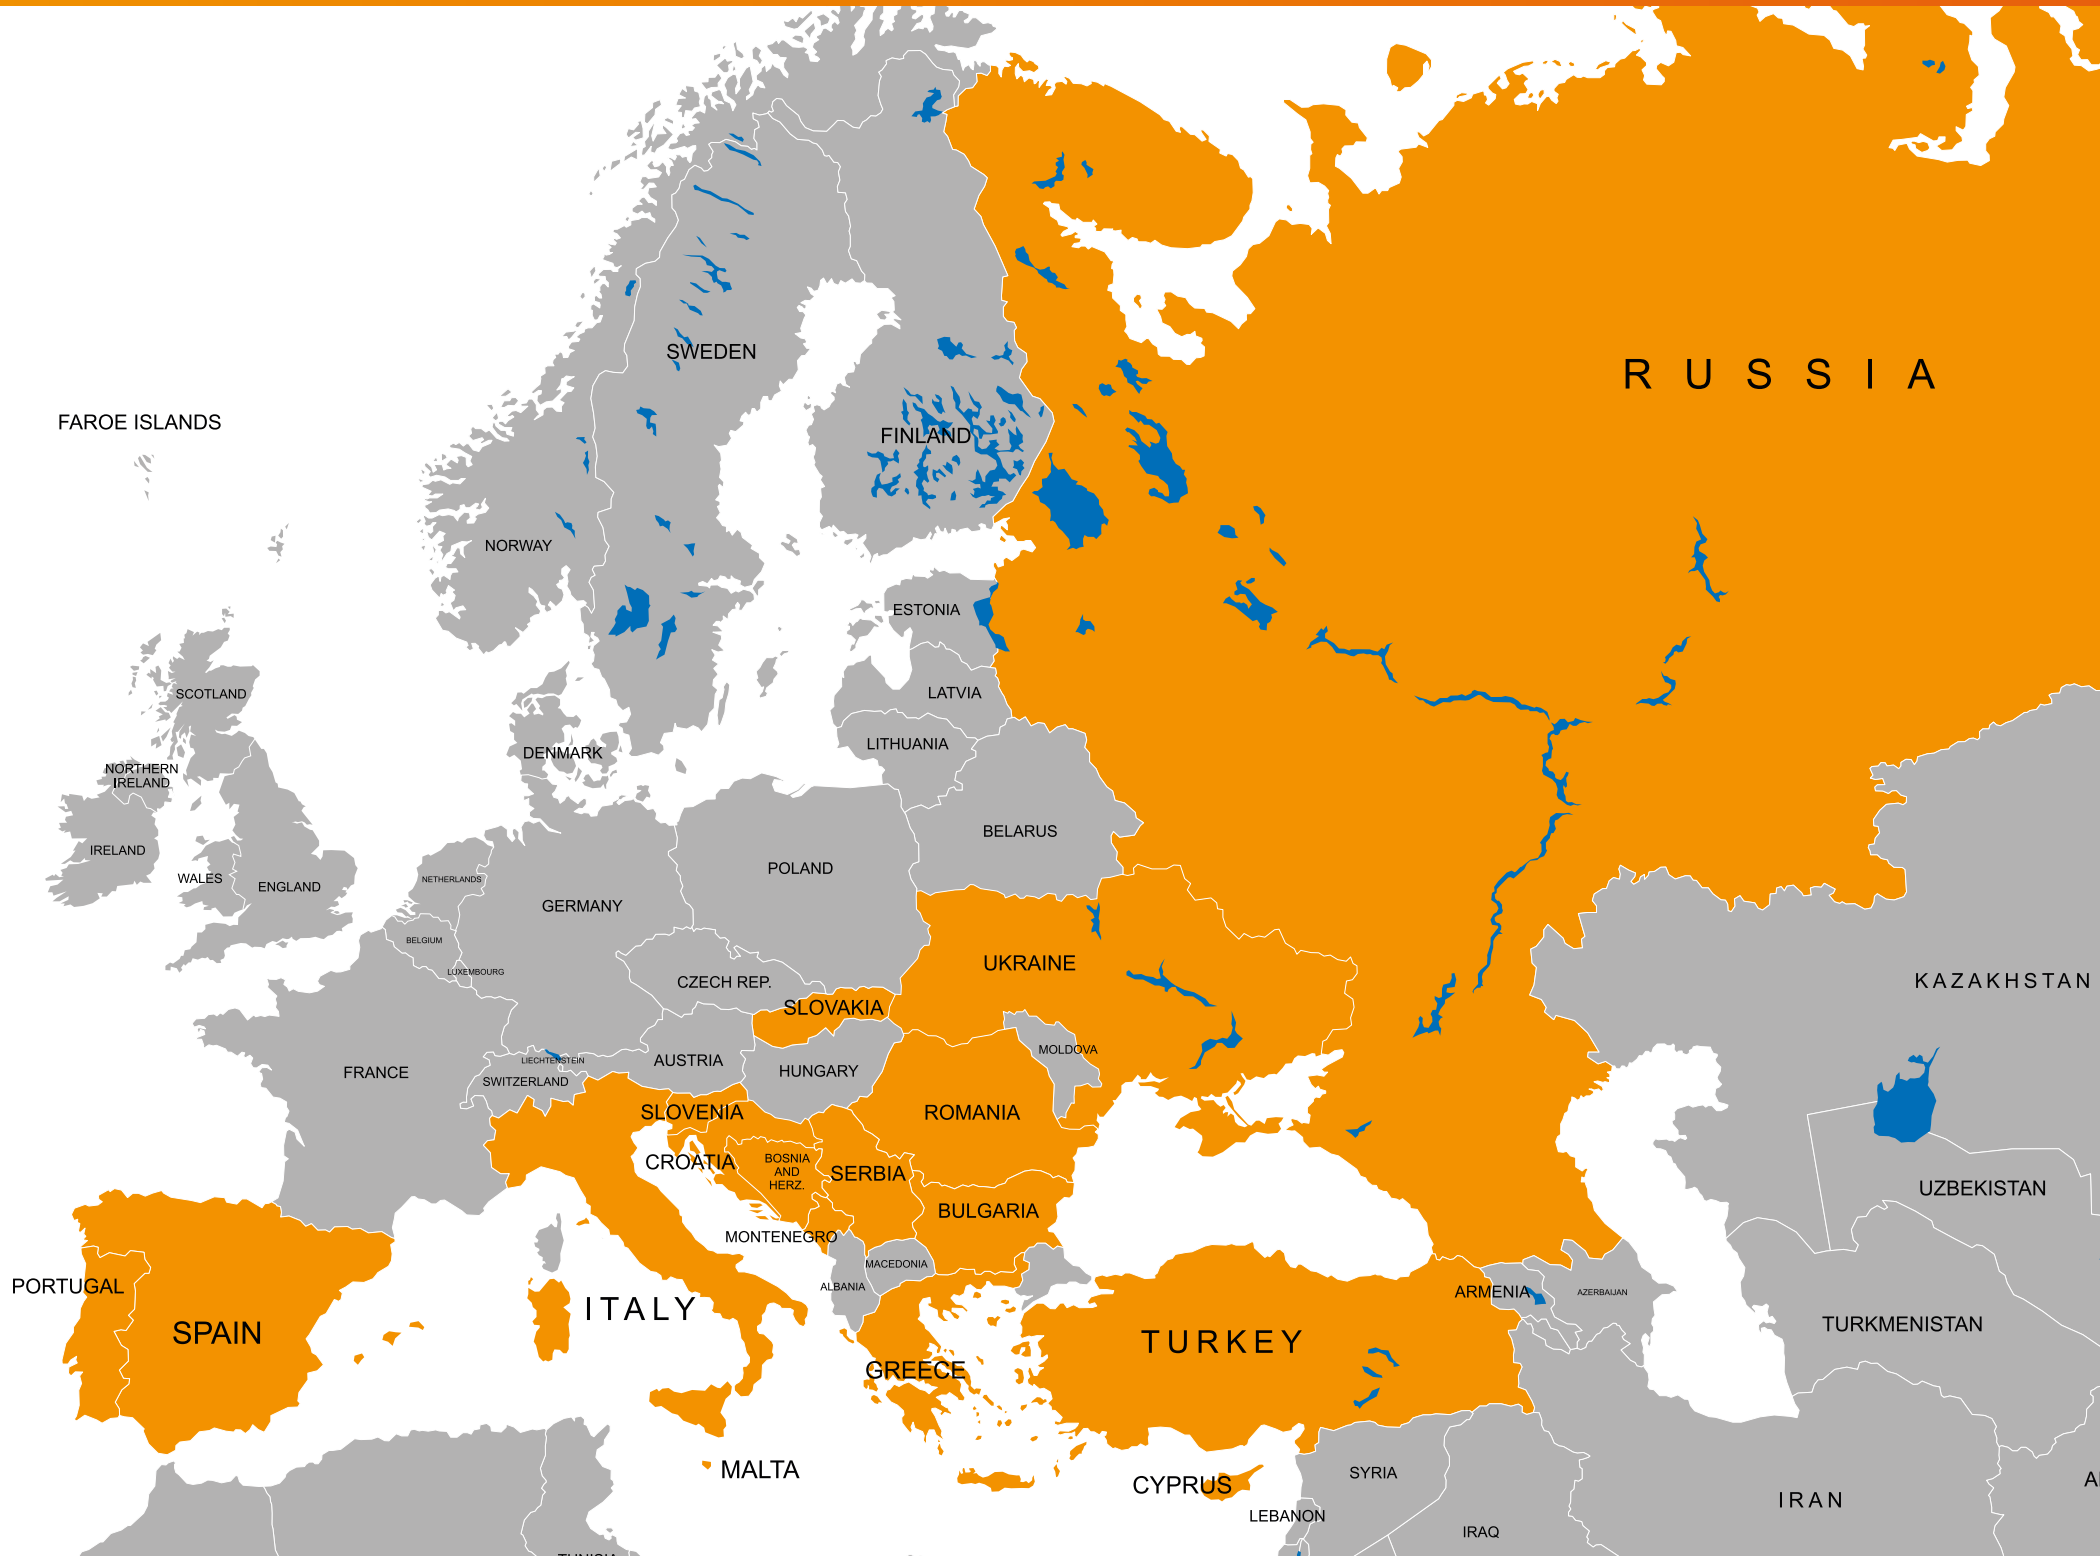 RUSSIA
SWEDEN
FAROE ISLANDS
FINLAND
NORWAY
ESTONIA
SCOTLAND
LATVIA
LITHUANIA
DENMARK
NORTHERN
IRELAND
BELARUS
IRELAND
POLAND
WALES
NETHERLANDS
ENGLAND
GERMANY
BELGIUM
UKRAINE
LUXEMBOURG
CZECH REP.
KAZAKHSTAN
SLOVAKIA
MOLDOVA
LIECHTENSTEIN
AUSTRIA
FRANCE
HUNGARY
SWITZERLAND
SLOVENIA
ROMANIA
CROATIA
BOSNIA
AND
HERZ.
SERBIA
UZBEKISTAN
BULGARIA
MONTENEGRO
MACEDONIA
PORTUGAL
ALBANIA
ARMENIA
AZERBAIJAN
ITALY
SPAIN
TURKEY
TURKMENISTAN
GREECE
MALTA
SYRIA
CYPRUS
IRAN
LEBANON
IRAQ